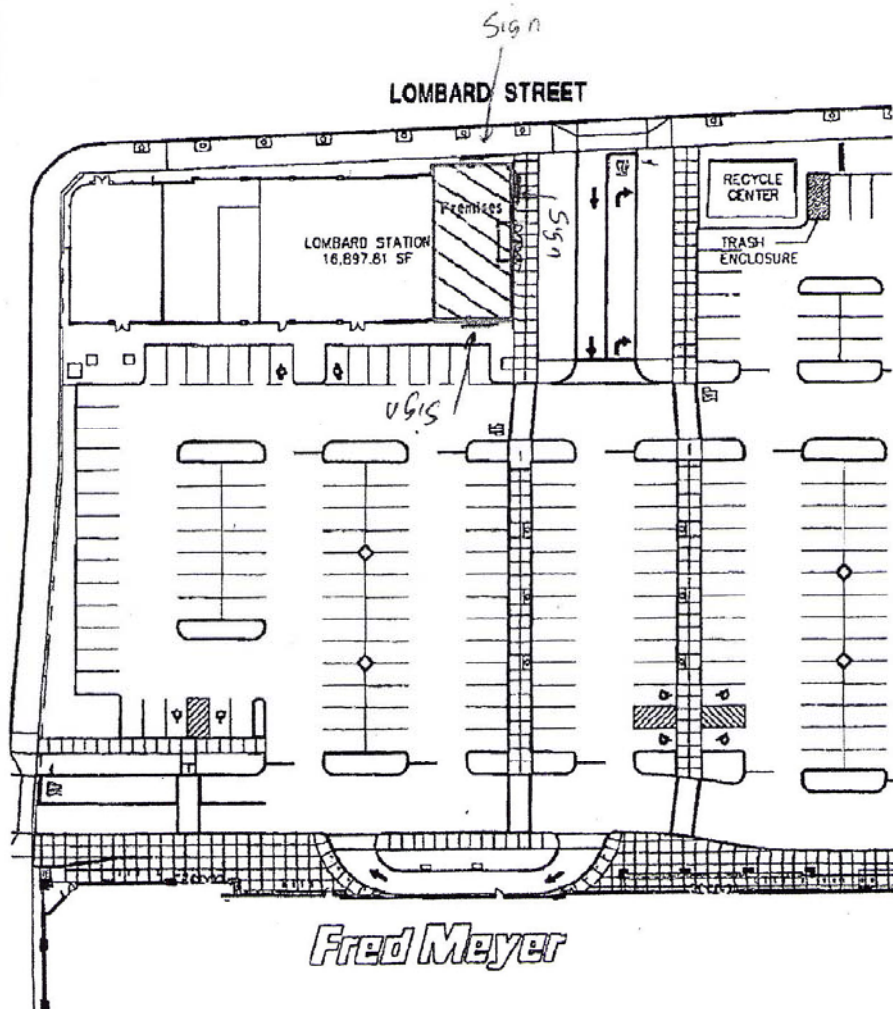 Sign
LOMBARD STREET
RECYCLE
CENTER
Premises
Sign
LOMBARD STATION
16,897.81 SF
TRASH
ENCLOSURE
Sign
Fred Meyer